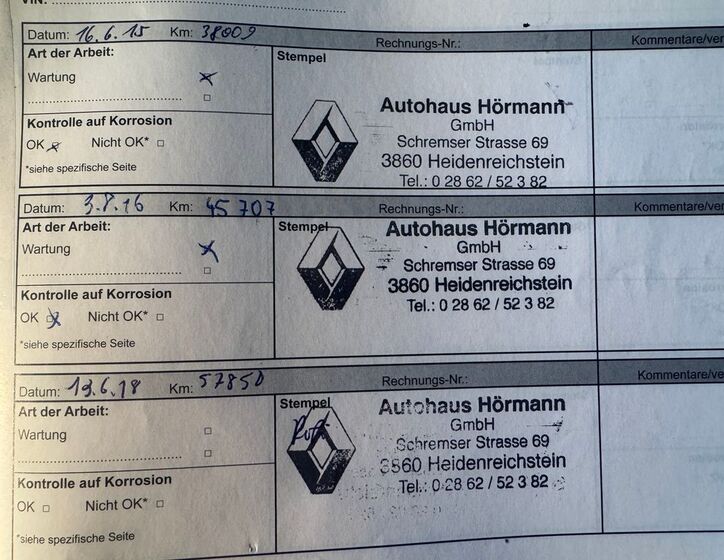 VIN:
Datum: 16.6.15 Km: 38009 Rechnungs-Nr.: Kommentare/ver
Art der Arbeit: Stempel
Wartung
Autohaus Hörmann
GmbH
Kontrolle auf Korrosion Schremser Strasse 69
OK Nicht OK* 3860 Heidenreichstein
*siehe spezifische Seite Tel.: 0 28 62 / 52 3 82
Datum: 3.8.16 Km: 45 707 Rechnungs-Nr.: Kommentare/ver
Art der Arbeit: Stempel Autohaus Hörmann
Wartung GmbH
Schremser Strasse 69
Kontrolle auf Korrosion 3860 Heidenreichstein
OK Nicht OK* Tel.: 0 28 62 / 52 3 82
*siehe spezifische Seite
Datum: 19.6.18 Km: 57850 Rechnungs-Nr.: Kommentare/ver
Art der Arbeit: Stempel Autohaus Hörmann
Wartung GmbH
Schremser Strasse 69
3860 Heidenreichstein
Kontrolle auf Korrosion Tel.: 0 28 62 / 52 3 82
OK Nicht OK*
*siehe spezifische Seite